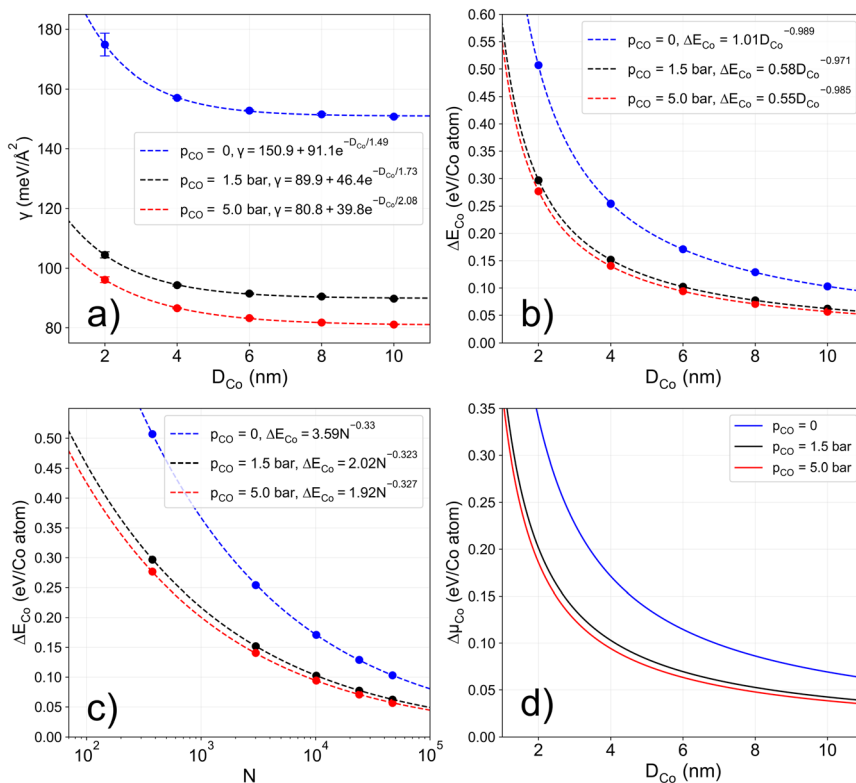 γ (meV/Å²)
180
160
140
120
100
80
p_CO = 0, γ = 150.9 + 91.1e^{-D_Co/1.49}
p_CO = 1.5 bar, γ = 89.9 + 46.4e^{-D_Co/1.73}
p_CO = 5.0 bar, γ = 80.8 + 39.8e^{-D_Co/2.08}
a)
2 4 6 8 10
D_Co (nm)
ΔE_Co (eV/Co atom)
0.60
0.55
0.50
0.45
0.40
0.35
0.30
0.25
0.20
0.15
0.10
0.05
0.00
p_CO = 0, ΔE_Co = 1.01D_Co^{-0.989}
p_CO = 1.5 bar, ΔE_Co = 0.58D_Co^{-0.971}
p_CO = 5.0 bar, ΔE_Co = 0.55D_Co^{-0.985}
b)
2 4 6 8 10
D_Co (nm)
ΔE_Co (eV/Co atom)
0.50
0.45
0.40
0.35
0.30
0.25
0.20
0.15
0.10
0.05
0.00
p_CO = 0, ΔE_Co = 3.59N^{-0.33}
p_CO = 1.5 bar, ΔE_Co = 2.02N^{-0.323}
p_CO = 5.0 bar, ΔE_Co = 1.92N^{-0.327}
c)
10² 10³ 10⁴ 10⁵
N
Δμ_Co (eV/Co atom)
0.35
0.30
0.25
0.20
0.15
0.10
0.05
0.00
p_CO = 0
p_CO = 1.5 bar
p_CO = 5.0 bar
d)
2 4 6 8 10
D_Co (nm)